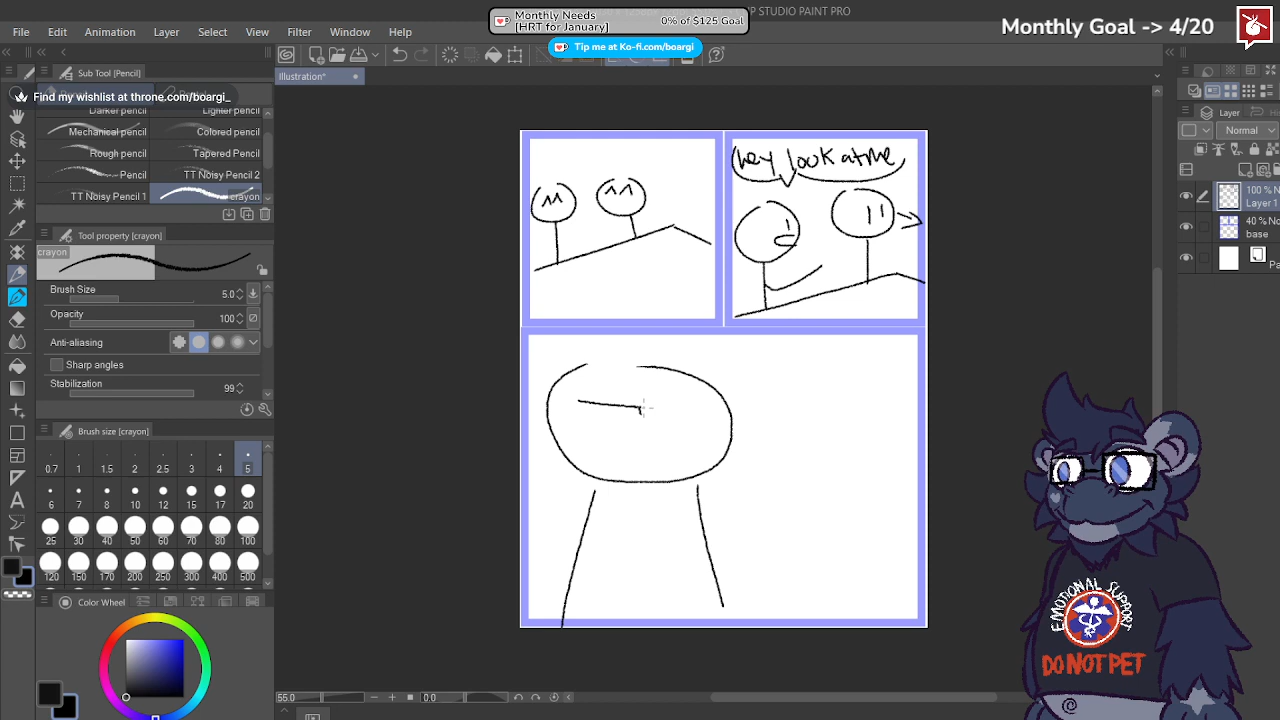 Monthly Needs
[HRT for January]
0% of $125 Goal
P STUDIO PAINT PRO
Monthly Goal -> 4/20
File Edit Animation Layer Select View Filter Window Help
Tip me at Ko-fi.com/boargi
Sub Tool [Pencil]
Illustration*
Find my wishlist at throne.com/boargi_
Darker pencil
Lighter pencil
Mechanical pencil
Colored pencil
Rough pencil
Tapered Pencil
Pencil
TT Noisy Pencil 2
TT Noisy Pencil 1
crayon
Tool property [crayon]
crayon
Brush Size 5.0
Opacity 100
Anti-aliasing
Sharp angles
Stabilization 99
Brush size [crayon]
0.7 1 1.5 2 2.5 3 4 5
6 7 8 10 12 15 17 20
25 30 40 50 60 70 80 100
120 150 170 200 250 300 400 500
Color Wheel
hey look at me
55.0
0.0
Layer
Normal
100 % N
Layer 1
40 % No
base
Pa
EMOTIONAL SUPPORT
DO NOT PET